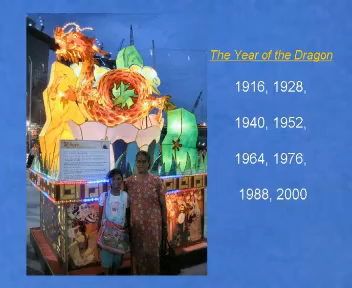 The Year of the Dragon
1916, 1928,
1940, 1952,
1964, 1976,
1988, 2000